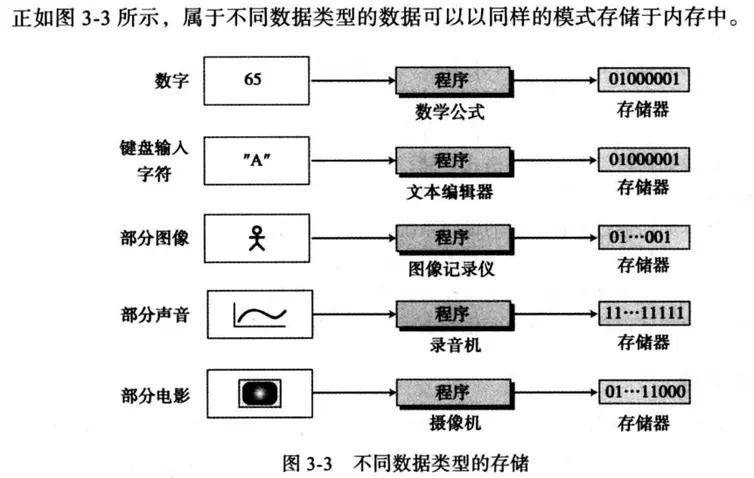 正如图 3-3 所示，属于不同数据类型的数据可以以同样的模式存储于内存中。
数字
65
程序
01000001
数学公式
存储器
键盘输入
字符
"A"
程序
01000001
文本编辑器
存储器
部分图像
程序
01…001
图像记录仪
存储器
部分声音
程序
11…11111
录音机
存储器
部分电影
程序
01…11000
摄像机
存储器
图 3-3 不同数据类型的存储